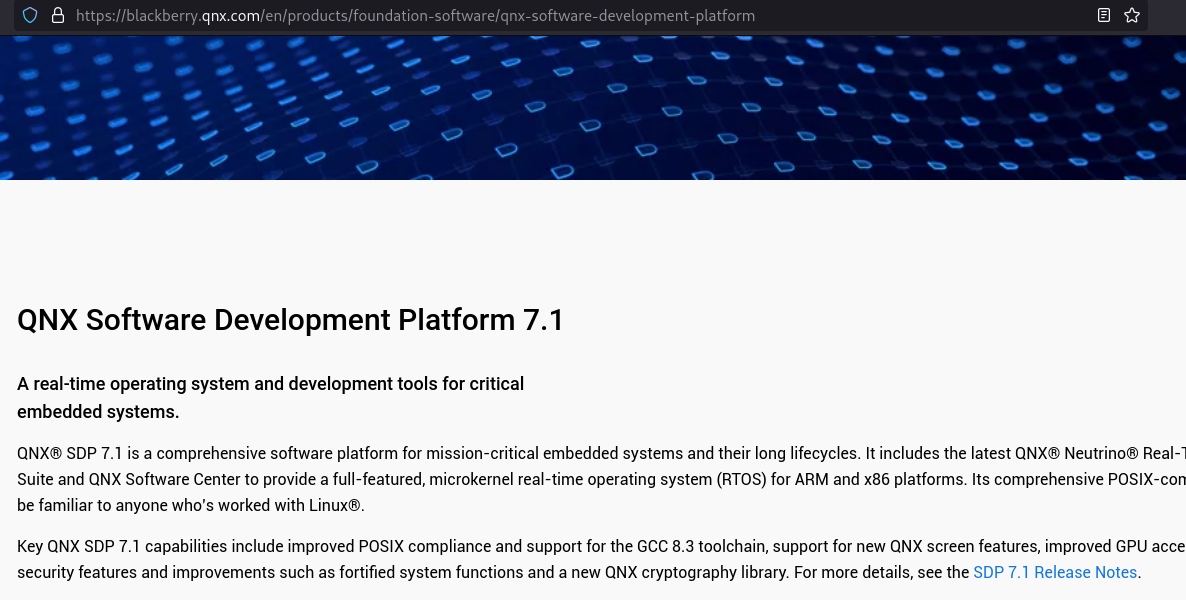 https://blackberry.qnx.com/en/products/foundation-software/qnx-software-development-platform
QNX Software Development Platform 7.1
A real-time operating system and development tools for critical
embedded systems.
QNX® SDP 7.1 is a comprehensive software platform for mission-critical embedded systems and their long lifecycles. It includes the latest QNX® Neutrino® Real-T
Suite and QNX Software Center to provide a full-featured, microkernel real-time operating system (RTOS) for ARM and x86 platforms. Its comprehensive POSIX-com
be familiar to anyone who's worked with Linux®.
Key QNX SDP 7.1 capabilities include improved POSIX compliance and support for the GCC 8.3 toolchain, support for new QNX screen features, improved GPU acce
security features and improvements such as fortified system functions and a new QNX cryptography library. For more details, see the SDP 7.1 Release Notes.